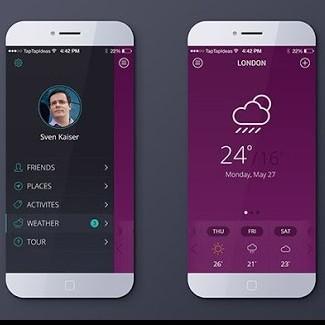 TapTapIdeas 4:42 PM 22%
Sven Kaiser
FRIENDS
PLACES
ACTIVITES
WEATHER 3
TOUR
TapTapIdeas 4:42 PM 22%
LONDON
24°/16°
Monday, May 27
THU FRI SAT
26° 21° 23°